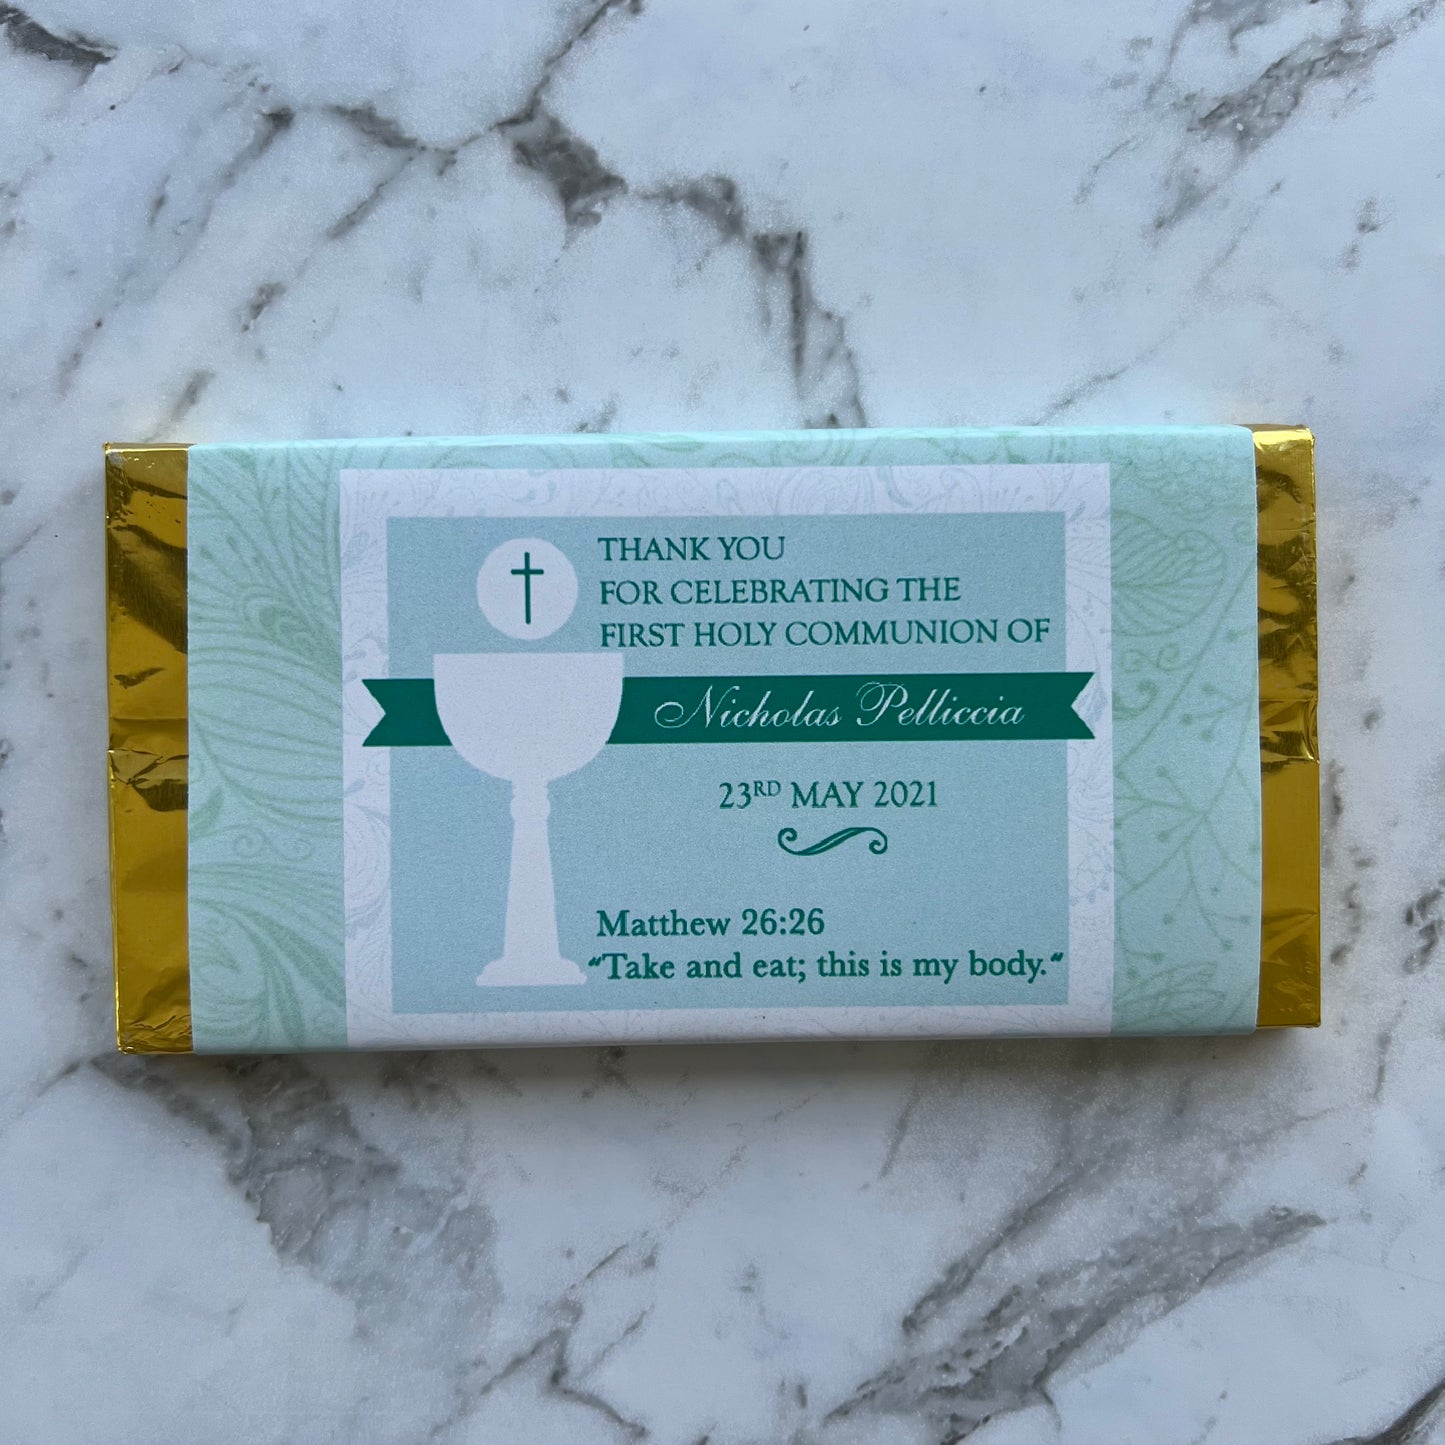 THANK YOU
FOR CELEBRATING THE
FIRST HOLY COMMUNION OF
Nicholas Pelliccia
23RD MAY 2021
Matthew 26:26
“Take and eat; this is my body.“